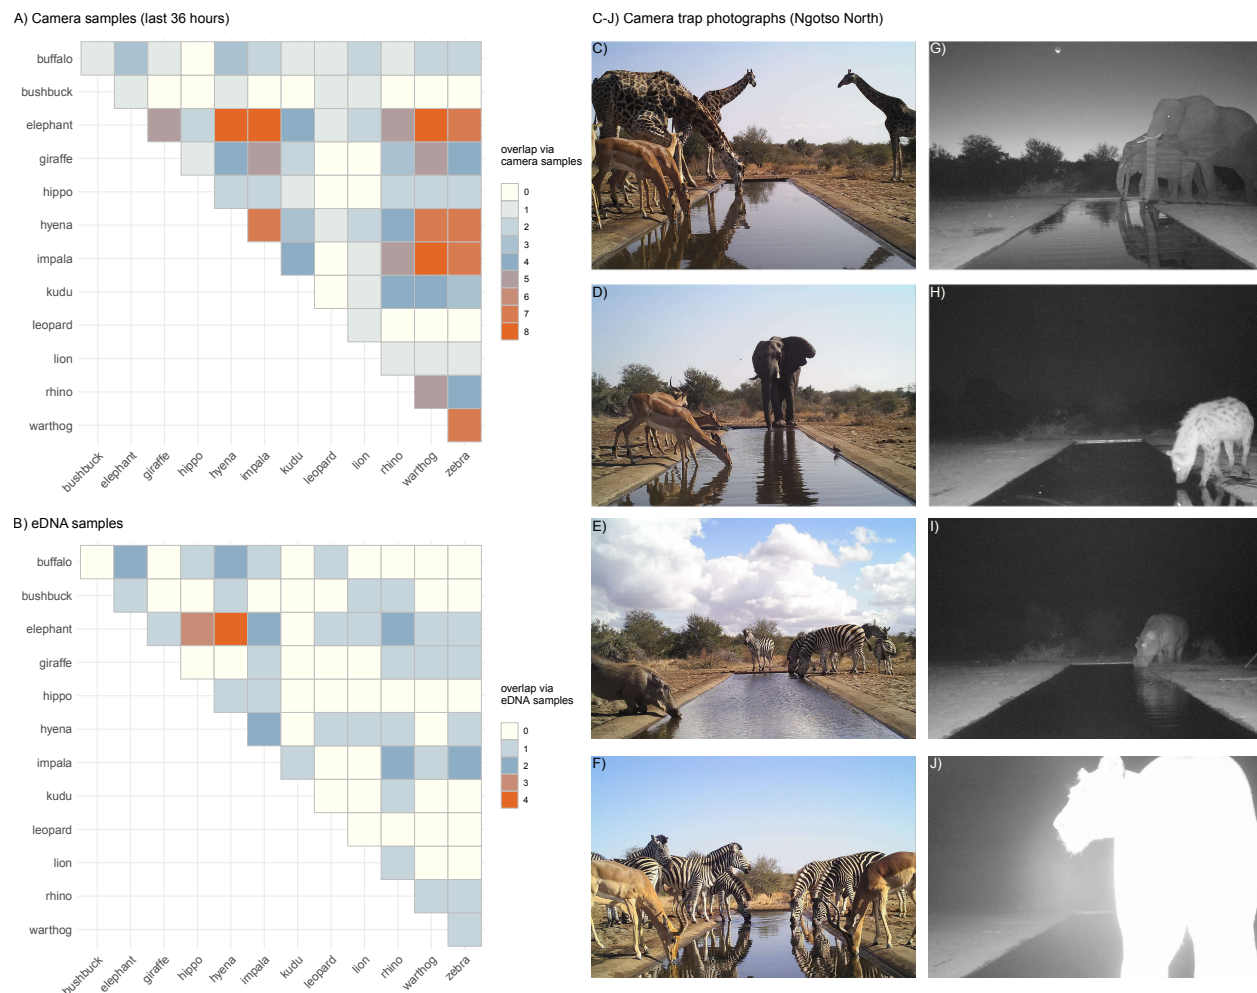 A) Camera samples (last 36 hours)
buffalo
bushbuck
elephant
giraffe
hippo
hyena
impala
kudu
leopard
lion
rhino
warthog
bushbuck
elephant
giraffe
hippo
hyena
impala
kudu
leopard
lion
rhino
warthog
zebra
overlap via
camera samples
0
1
2
3
4
5
6
7
8
B) eDNA samples
buffalo
bushbuck
elephant
giraffe
hippo
hyena
impala
kudu
leopard
lion
rhino
warthog
bushbuck
elephant
giraffe
hippo
hyena
impala
kudu
leopard
lion
rhino
warthog
zebra
overlap via
eDNA samples
0
1
2
3
4
C-J) Camera trap photographs (Ngotso North)
C)
G)
D)
H)
E)
I)
F)
J)